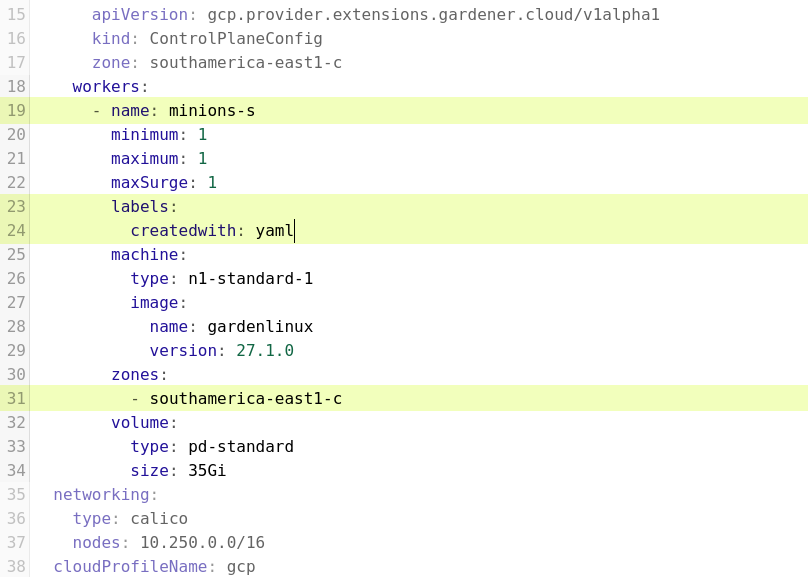 15 apiVersion: gcp.provider.extensions.gardener.cloud/v1alpha1
16 kind: ControlPlaneConfig
17 zone: southamerica-east1-c
18 workers:
19 - name: minions-s
20 minimum: 1
21 maximum: 1
22 maxSurge: 1
23 labels:
24 createdwith: yaml
25 machine:
26 type: n1-standard-1
27 image:
28 name: gardenlinux
29 version: 27.1.0
30 zones:
31 - southamerica-east1-c
32 volume:
33 type: pd-standard
34 size: 35Gi
35 networking:
36 type: calico
37 nodes: 10.250.0.0/16
38 cloudProfileName: gcp